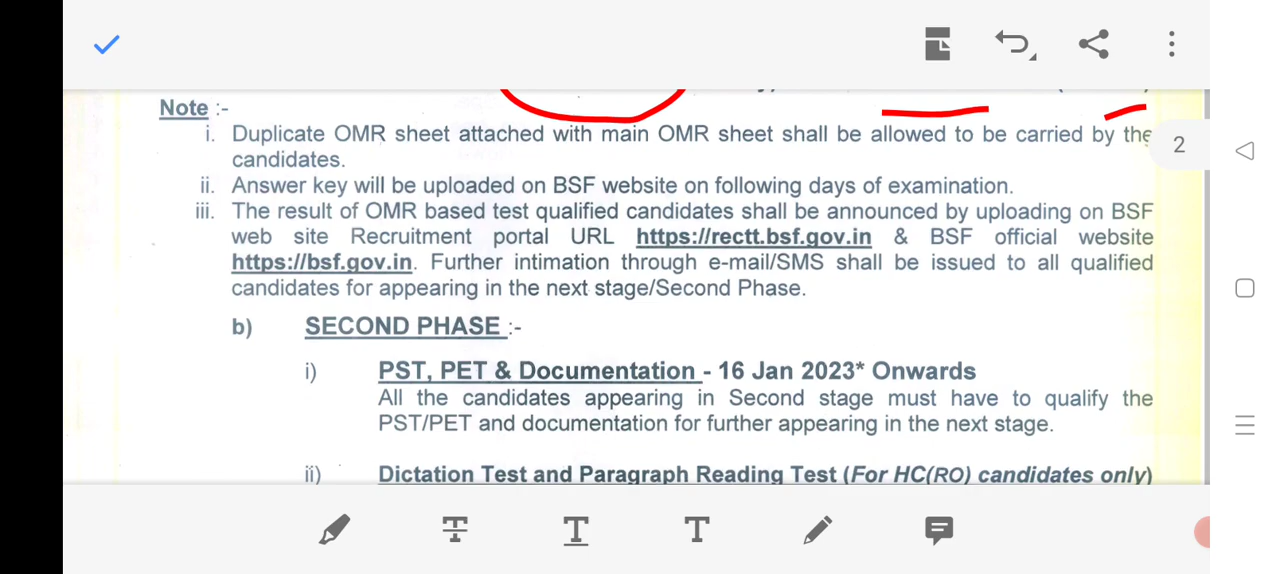 Note :-
i. Duplicate OMR sheet attached with main OMR sheet shall be allowed to be carried by the
candidates.
2
ii. Answer key will be uploaded on BSF website on following days of examination.
iii. The result of OMR based test qualified candidates shall be announced by uploading on BSF
web site Recruitment portal URL https://rectt.bsf.gov.in & BSF official website
https://bsf.gov.in. Further intimation through e-mail/SMS shall be issued to all qualified
candidates for appearing in the next stage/Second Phase.
b) SECOND PHASE :-
i) PST, PET & Documentation - 16 Jan 2023* Onwards
All the candidates appearing in Second stage must have to qualify the
PST/PET and documentation for further appearing in the next stage.
ii) Dictation Test and Paragraph Reading Test (For HC(RO) candidates only)